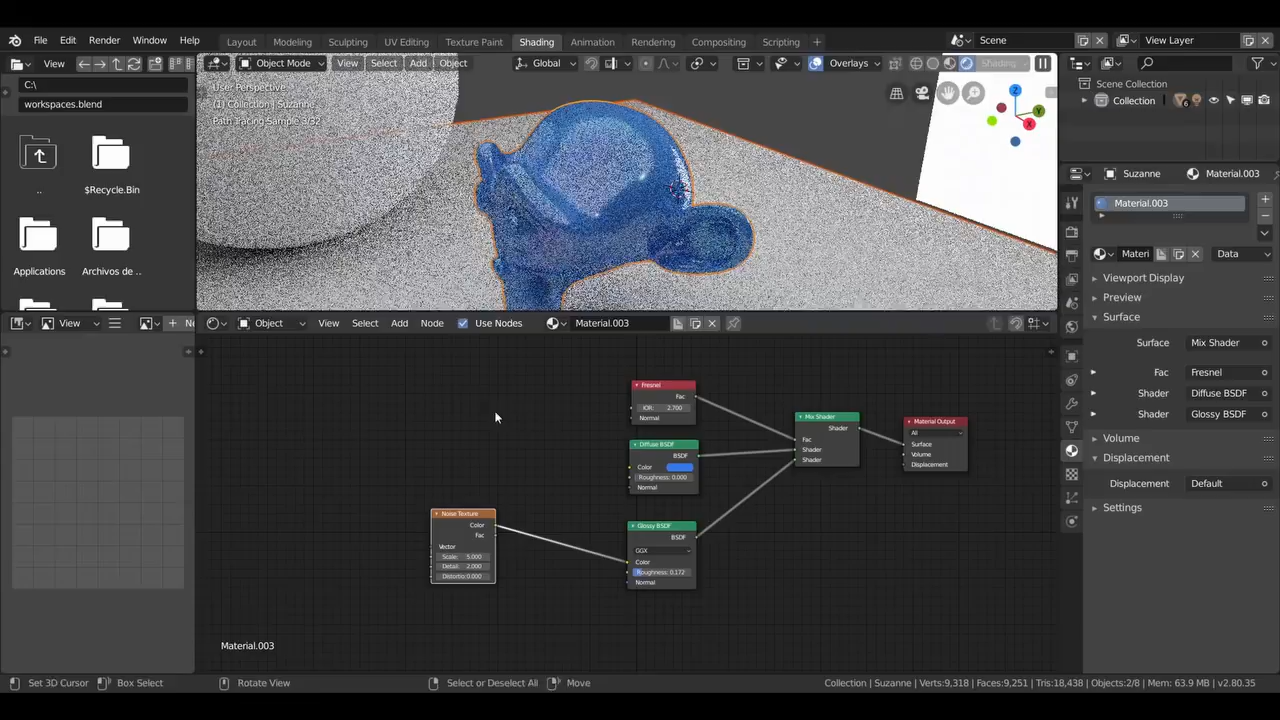 File Edit Render Window Help
Layout Modeling Sculpting UV Editing Texture Paint Shading Animation Rendering Compositing Scripting +
Scene
View Layer
View
Object Mode View Select Add Object
Global
Overlays
Shading
C:\
workspaces.blend
..
$Recycle.Bin
Applications
Archivos de ..
User Perspective
(1) Collection | Suzanne
Path Tracing Sample
Z
Y
X
Scene Collection
Collection
6
Suzanne
Material.003
Material.003
Materi
Data
Viewport Display
Preview
Surface
Surface Mix Shader
Fac Fresnel
Shader Diffuse BSDF
Shader Glossy BSDF
Volume
Displacement
Displacement Default
Settings
View
Object View Select Add Node Use Nodes Material.003
Fresnel
Fac
IOR: 2.700
Normal
Diffuse BSDF
BSDF
Color
Roughness: 0.000
Normal
Glossy BSDF
BSDF
GGX
Color
Roughness: 0.172
Normal
Noise Texture
Color
Fac
Vector
Scale: 5.000
Detail: 2.000
Distortio:0.000
Mix Shader
Shader
Fac
Shader
Shader
Material Output
All
Surface
Volume
Displacement
Material.003
Set 3D Cursor Box Select Rotate View Select or Deselect All Move
Collection | Suzanne | Verts:9,318 | Faces:9,251 | Tris:18,438 | Objects:2/8 | Mem: 63.9 MB | v2.80.35